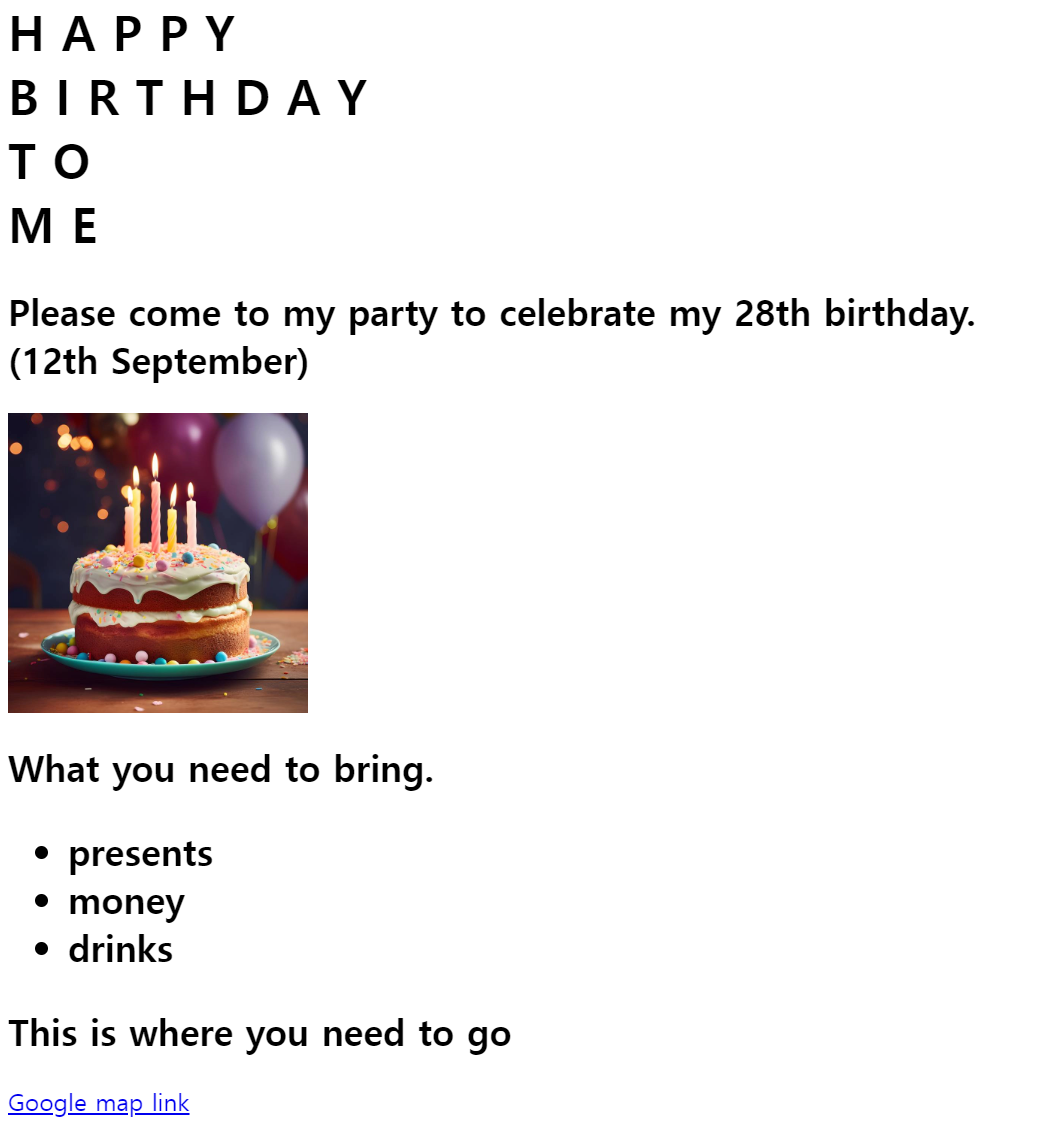 H A P P Y
B I R T H D A Y
T O
M E
Please come to my party to celebrate my 28th birthday.
(12th September)
What you need to bring.
presents
money
drinks
This is where you need to go
Google map link